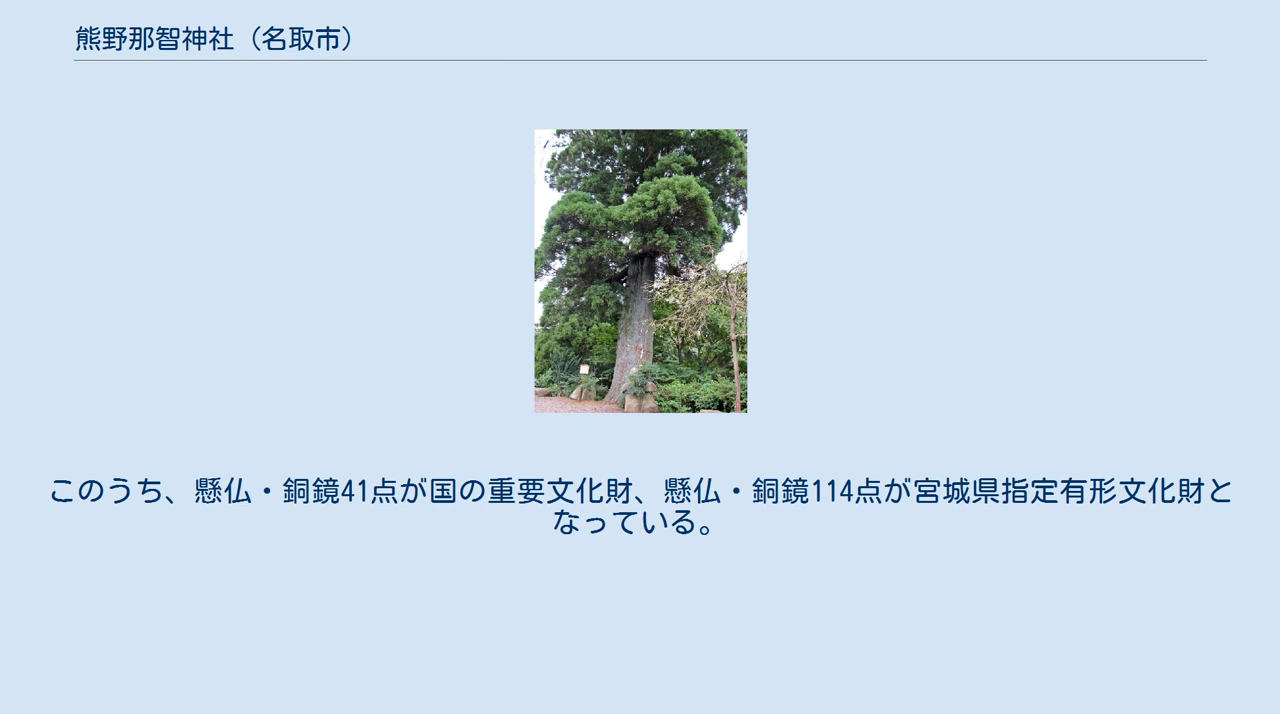 熊野那智神社（名取市）
このうち、懸仏・銅鏡41点が国の重要文化財、懸仏・銅鏡114点が宮城県指定有形文化財と
なっている。